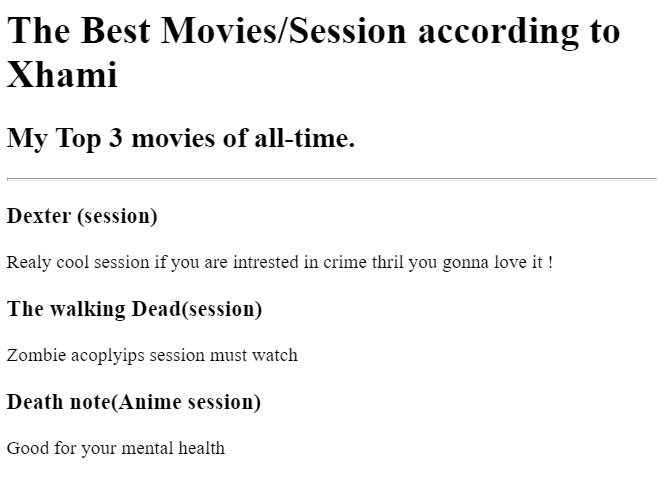 The Best Movies/Session according to
Xhami
My Top 3 movies of all-time.
Dexter (session)
Realy cool session if you are intrested in crime thril you gonna love it !
The walking Dead(session)
Zombie acoplyips session must watch
Death note(Anime session)
Good for your mental health